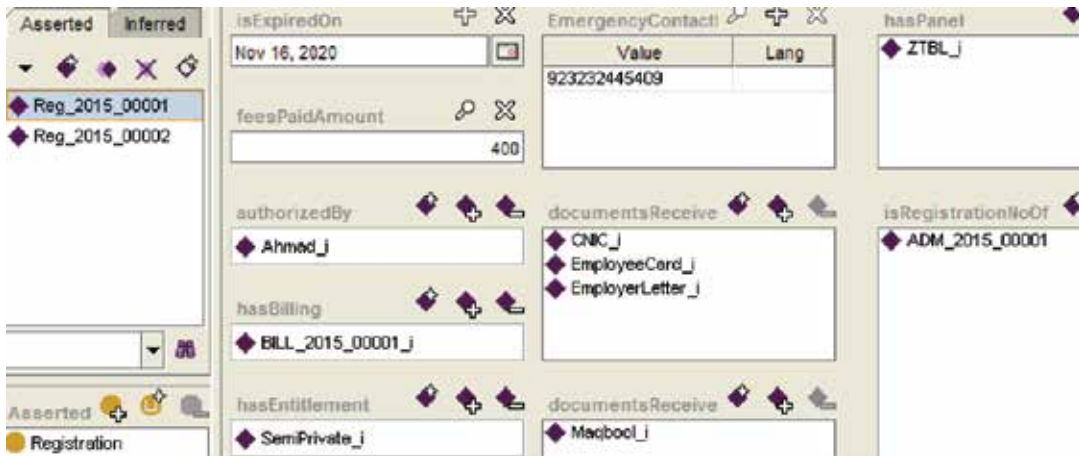 Asserted
Inferred
Reg_2015_00001
Reg_2015_00002
Asserted
Registration
isExpiredOn
Nov 16, 2020
feesPaidAmount
400
authorizedBy
Ahmad_i
hasBilling
BILL_2015_00001_i
hasEntitlement
SemiPrivate_i
EmergencyContactI
Value Lang
923232445409
documentsReceive
CNIC_i
EmployeeCard_i
EmployerLetter_i
documentsReceive
Maqbool_i
hasPanel
ZTBL_i
isRegistrationNoOf
ADM_2015_00001